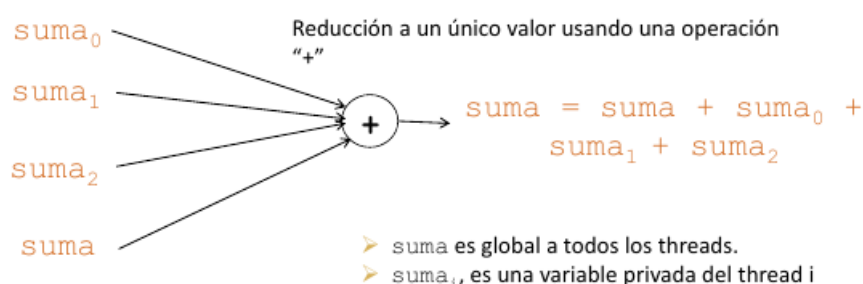 suma₀
Reducción a un único valor usando una operación
“+”
suma₁
+
suma = suma + suma₀ +
suma₁ + suma₂
suma₂
suma
➢ suma es global a todos los threads.
➢ sumaᵢ, es una variable privada del thread i